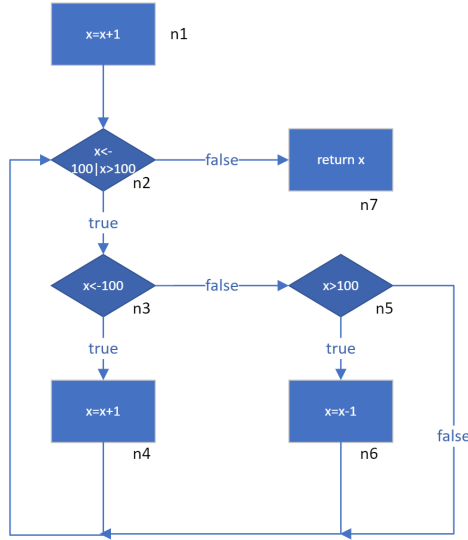 x=x+1
n1
x<-
100|x>100
n2
false
return x
n7
true
x<-100
n3
false
x>100
n5
true
true
x=x+1
n4
x=x-1
n6
false